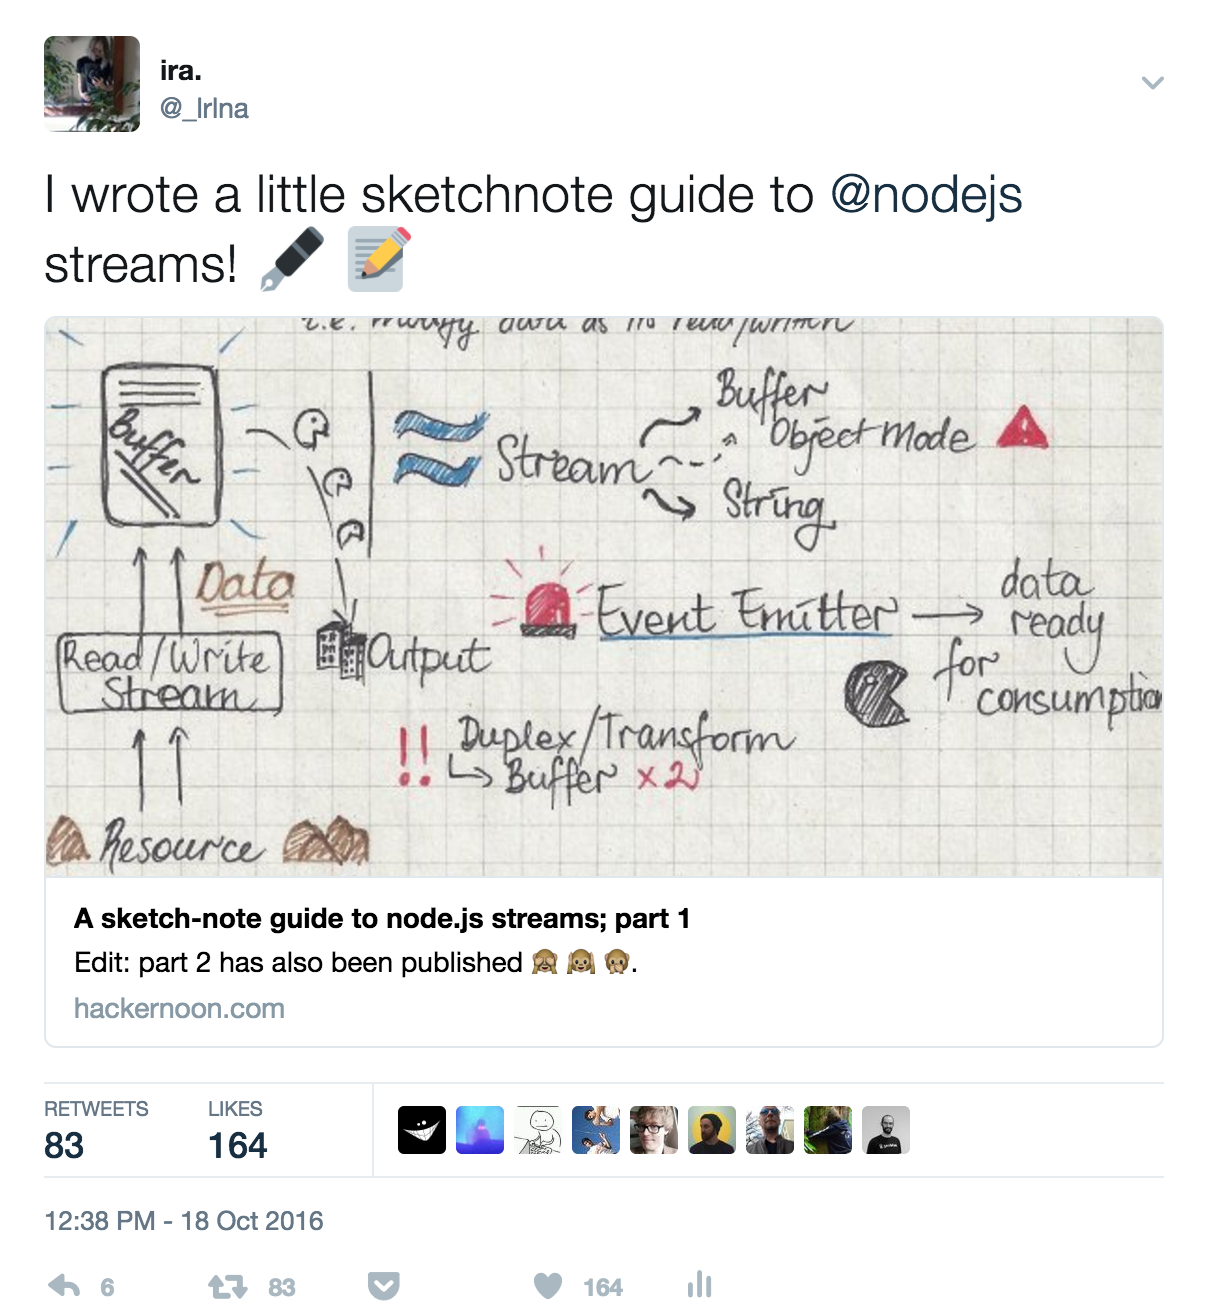 ira.
@_IrIna
I wrote a little sketchnote guide to @nodejs
streams!
i.e. modify data as its read/written
Buffer
Buffer
Object Mode
Stream
String
Data
data
ready
for
consumption
Event Emitter
Read/Write
Stream
Output
!! Duplex/Transform
Buffer x2
Resource
A sketch-note guide to node.js streams; part 1
Edit: part 2 has also been published 🙈 🙉 🙊.
hackernoon.com
RETWEETS LIKES
83 164
12:38 PM - 18 Oct 2016
6 83 164